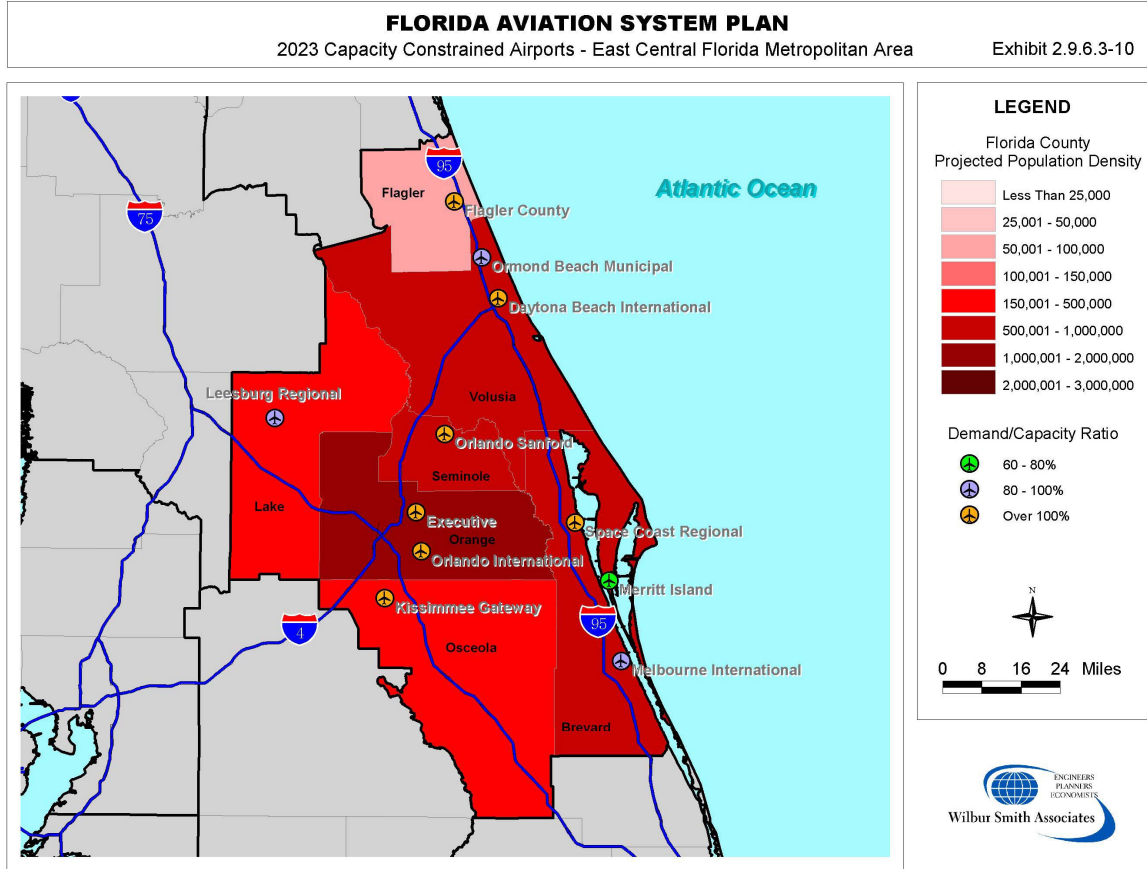 FLORIDA AVIATION SYSTEM PLAN
2023 Capacity Constrained Airports - East Central Florida Metropolitan Area
Exhibit 2.9.6.3-10
95
Flagler
Flagler County
Atlantic Ocean
75
Ormond Beach Municipal
Daytona Beach International
Leesburg Regional
Volusia
Orlando Sanford
Seminole
Lake
Executive
Orange
Space Coast Regional
Orlando International
Merritt Island
Kissimmee Gateway
95
4
Osceola
Melbourne International
Brevard
LEGEND
Florida County
Projected Population Density
Less Than 25,000
25,001 - 50,000
50,001 - 100,000
100,001 - 150,000
150,001 - 500,000
500,001 - 1,000,000
1,000,001 - 2,000,000
2,000,001 - 3,000,000
Demand/Capacity Ratio
60 - 80%
80 - 100%
Over 100%
N
0 8 16 24 Miles
ENGINEERS
PLANNERS
ECONOMISTS
Wilbur Smith Associates